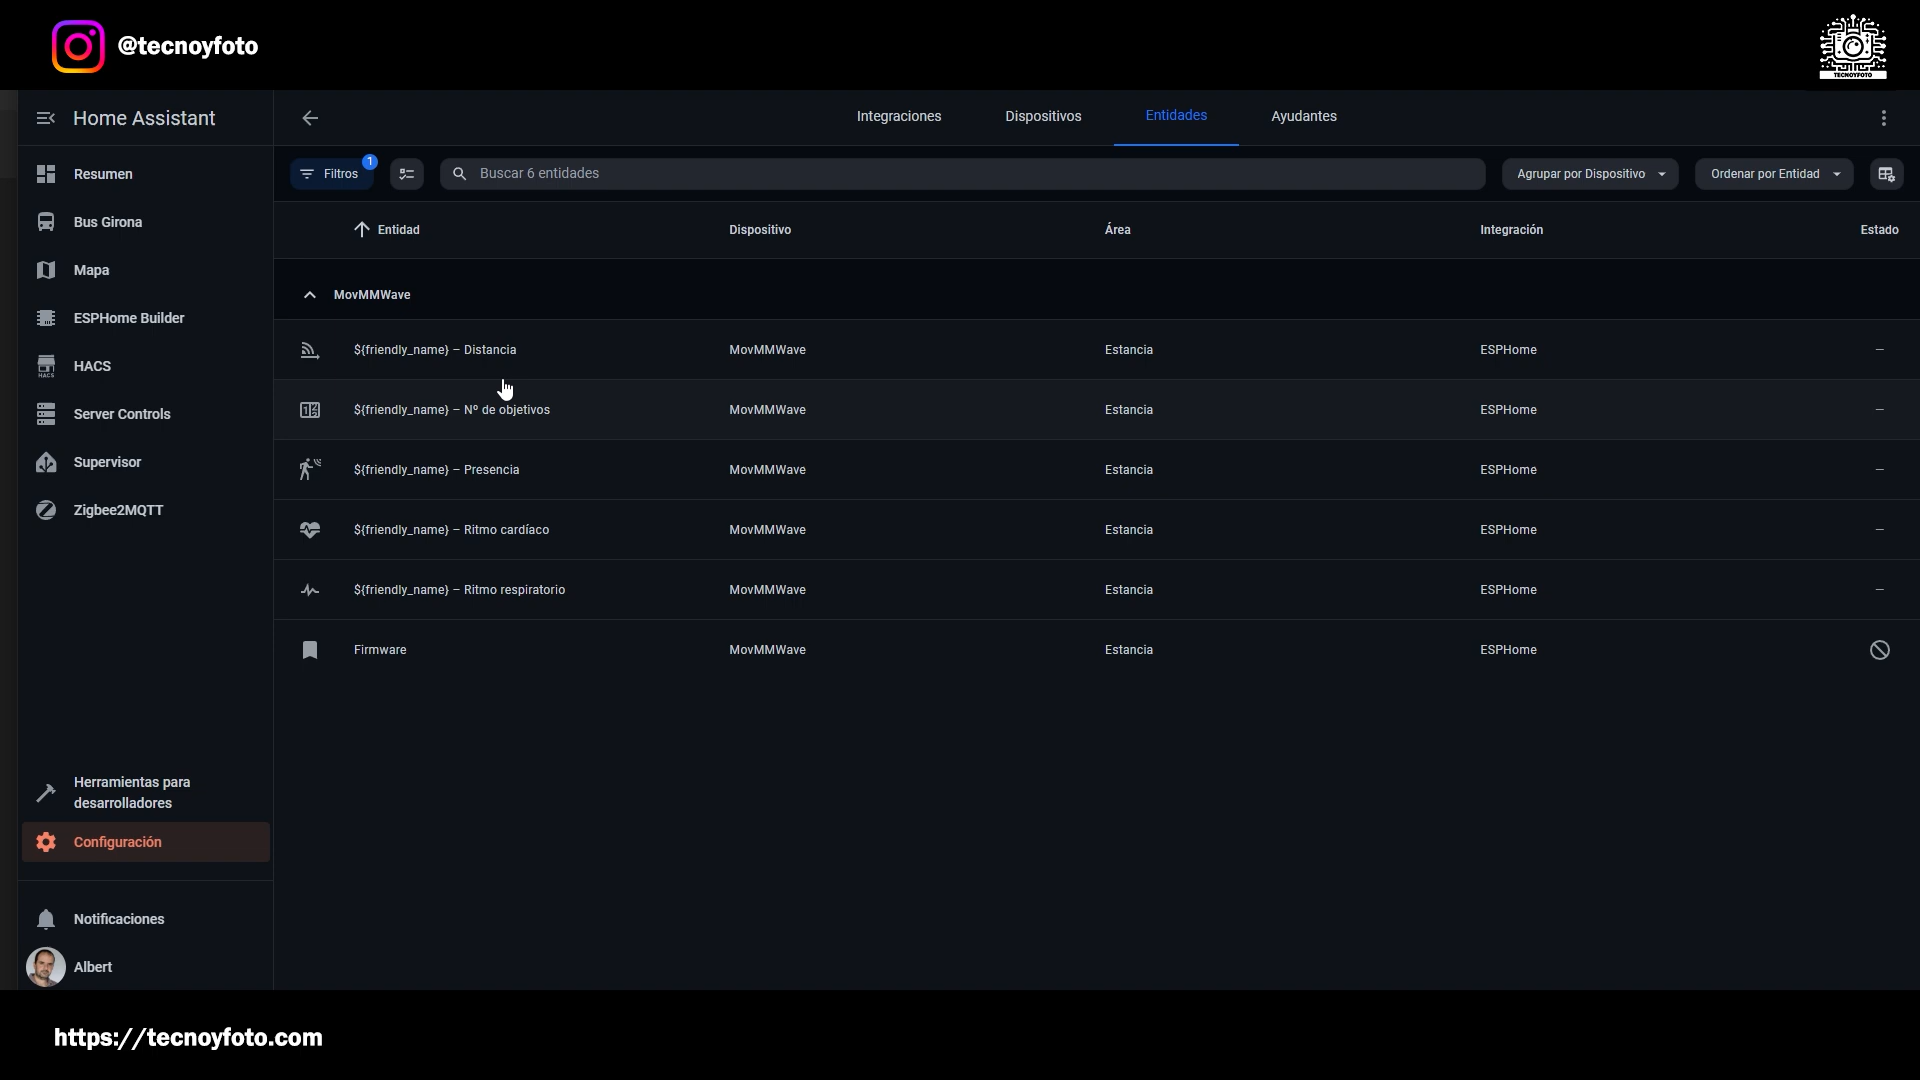 @tecnoyfoto
TECNOYFOTO
Home Assistant
Integraciones
Dispositivos
Entidades
Ayudantes
Resumen
Bus Girona
Mapa
ESPHome Builder
HACS
HACS
Server Controls
Supervisor
Zigbee2MQTT
Herramientas para
desarrolladores
Configuración
Notificaciones
Albert
Filtros
1
Buscar 6 entidades
Agrupar por Dispositivo
Ordenar por Entidad
Entidad Dispositivo Área Integración Estado
MovMMWave
${friendly_name} – Distancia MovMMWave Estancia ESPHome –
${friendly_name} – Nº de objetivos MovMMWave Estancia ESPHome –
${friendly_name} – Presencia MovMMWave Estancia ESPHome –
${friendly_name} – Ritmo cardíaco MovMMWave Estancia ESPHome –
${friendly_name} – Ritmo respiratorio MovMMWave Estancia ESPHome –
Firmware MovMMWave Estancia ESPHome
https://tecnoyfoto.com